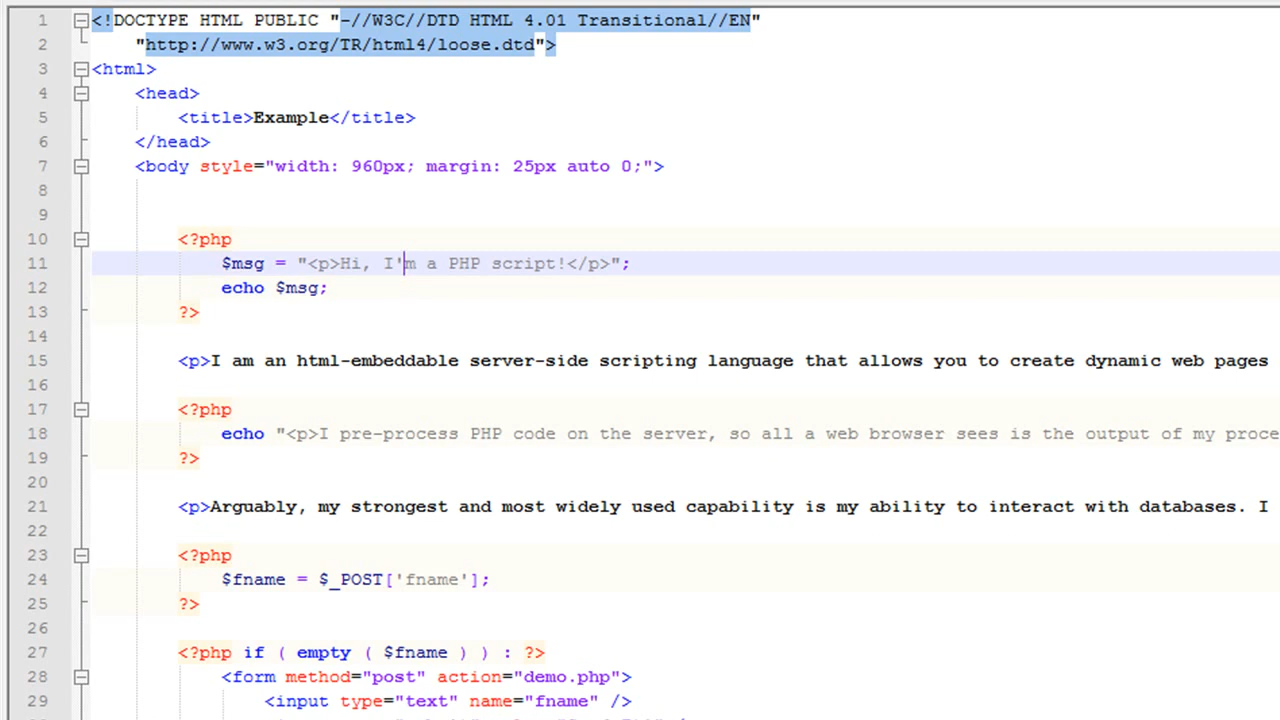 1 <!DOCTYPE HTML PUBLIC "-//W3C//DTD HTML 4.01 Transitional//EN"
2 "http://www.w3.org/TR/html4/loose.dtd">
3 <html>
4 <head>
5 <title>Example</title>
6 </head>
7 <body style="width: 960px; margin: 25px auto 0;">
8
9
10 <?php
11 $msg = "<p>Hi, I'm a PHP script!</p>";
12 echo $msg;
13 ?>
14
15 <p>I am an html-embeddable server-side scripting language that allows you to create dynamic web pages
16
17 <?php
18 echo "<p>I pre-process PHP code on the server, so all a web browser sees is the output of my proce
19 ?>
20
21 <p>Arguably, my strongest and most widely used capability is my ability to interact with databases. I
22
23 <?php
24 $fname = $_POST['fname'];
25 ?>
26
27 <?php if ( empty ( $fname ) ) : ?>
28 <form method="post" action="demo.php">
29 <input type="text" name="fname" />